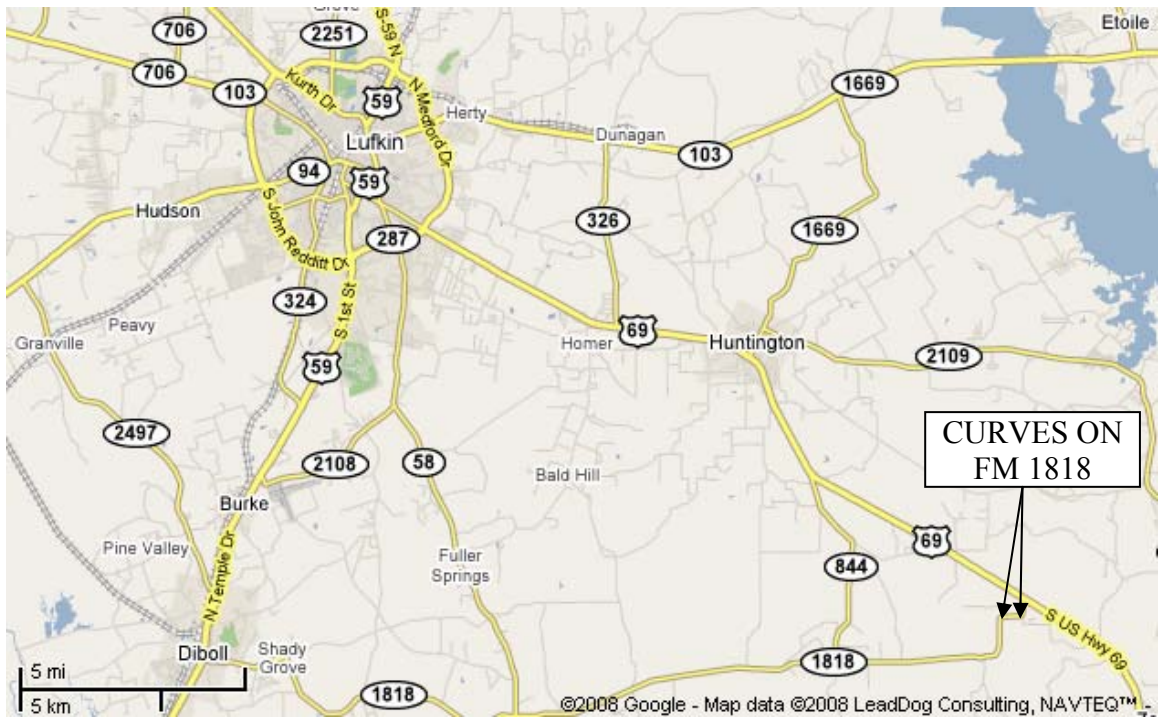 706
Grove
2251
S-59 N
Etoile
706
103
Kurth Dr
59
N Medford Dr
1669
Herty
Dunagan
Lufkin
103
94
59
Hudson
S John Redditt Dr
287
326
1669
324
S 1st St
Peavy
Granville
59
Homer
69
Huntington
2109
2497
2108
58
Bald Hill
CURVES ON
FM 1818
Burke
Pine Valley
N Temple Dr
Fuller
Springs
69
844
S US Hwy 69
Diboll
Shady
Grove
1818
1818
5 mi
5 km
©2008 Google - Map data ©2008 LeadDog Consulting, NAVTEQ™ -